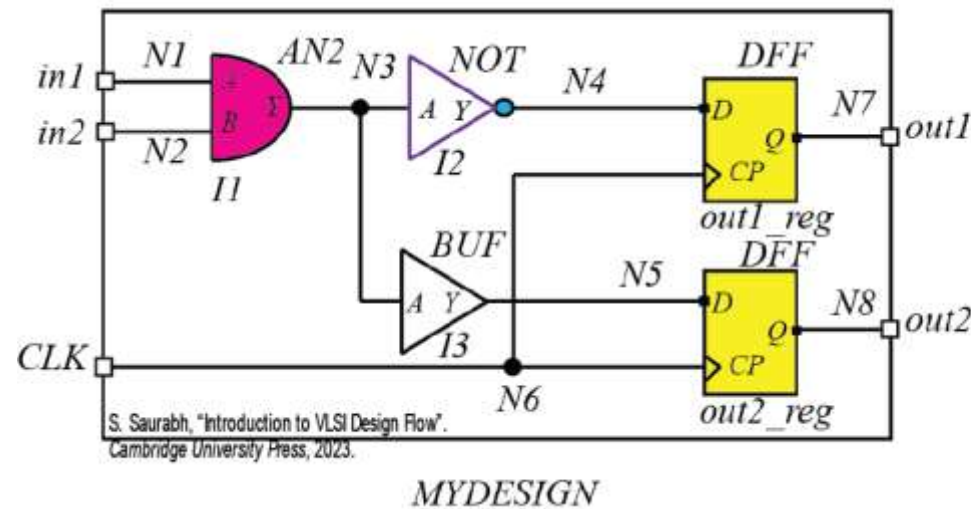 AN2
DFF
in1 N1 N3 NOT N4 N7
A Y A Y D Q out1
in2 B CP
N2 I2
I1 out1_reg
BUF DFF
N5 N8
A Y D Q out2
I3
CLK CP
N6 out2_reg
S. Saurabh, "Introduction to VLSI Design Flow".
Cambridge University Press, 2023.
MYDESIGN